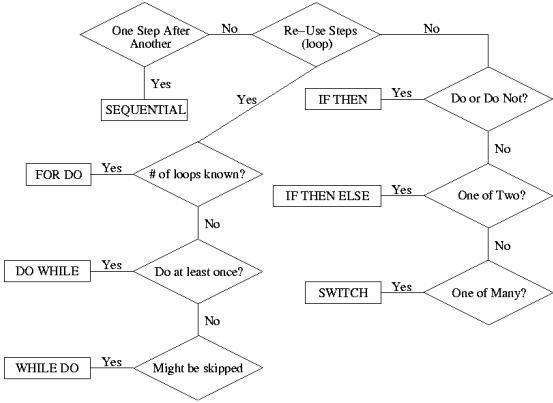 One Step After
Another
No
Re-Use Steps
(loop)
No
Yes
SEQUENTIAL
Yes
IF THEN
Yes
Do or Do Not?
No
FOR DO
Yes
# of loops known?
IF THEN ELSE
Yes
One of Two?
No
No
DO WHILE
Yes
Do at least once?
SWITCH
Yes
One of Many?
No
WHILE DO
Yes
Might be skipped